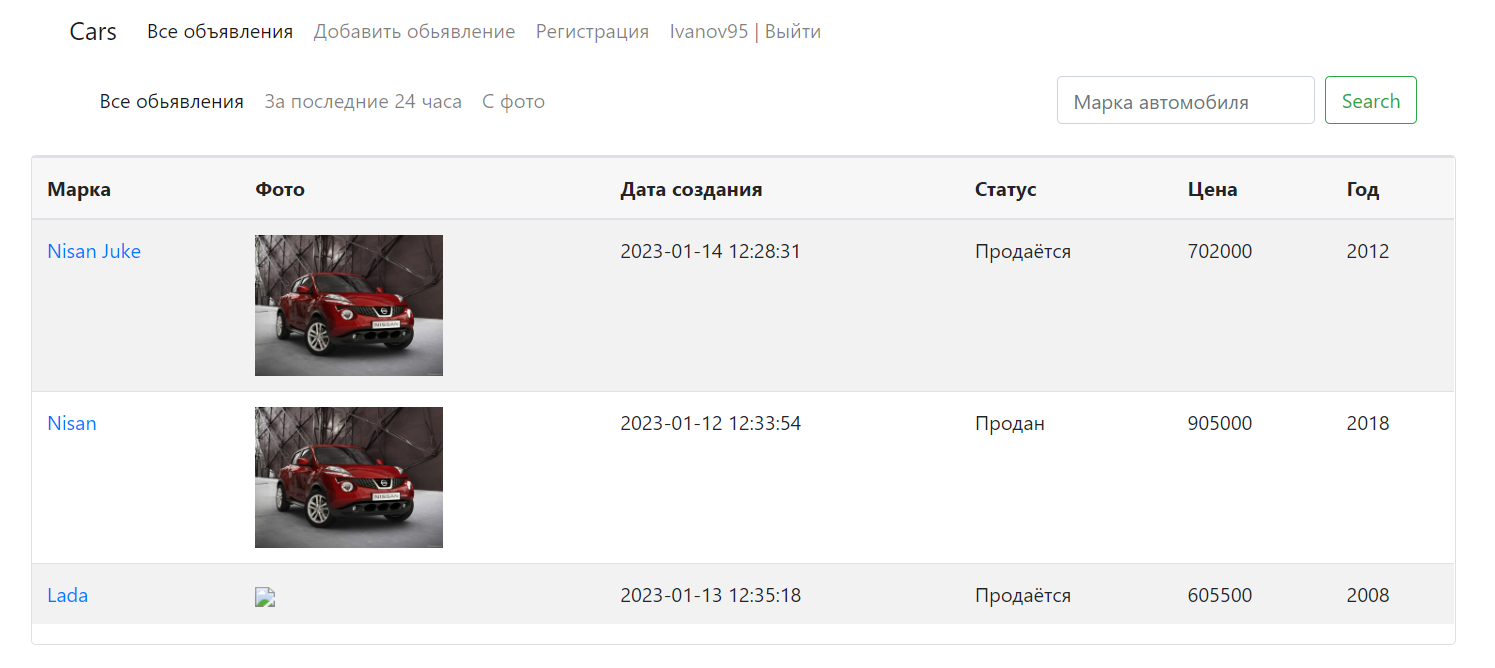 Cars Все объявления Добавить обьявление Регистрация Ivanov95 | Выйти
Все обьявления За последние 24 часа С фото Марка автомобиля Search
Марка Фото Дата создания Статус Цена Год
Nisan Juke 2023-01-14 12:28:31 Продаётся 702000 2012
NISSAN
Nisan 2023-01-12 12:33:54 Продан 905000 2018
NISSAN
Lada 2023-01-13 12:35:18 Продаётся 605500 2008